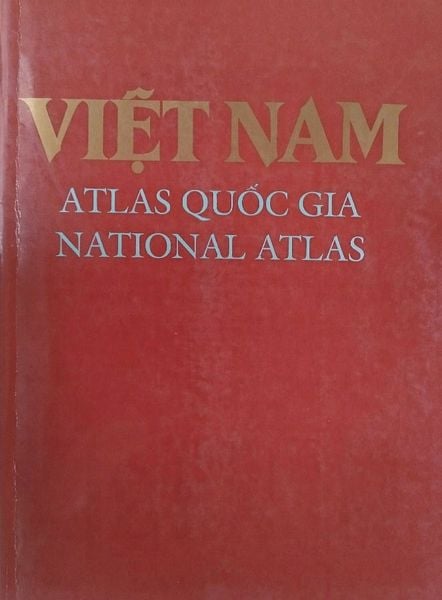 VIỆT NAM
ATLAS QUỐC GIA
NATIONAL ATLAS